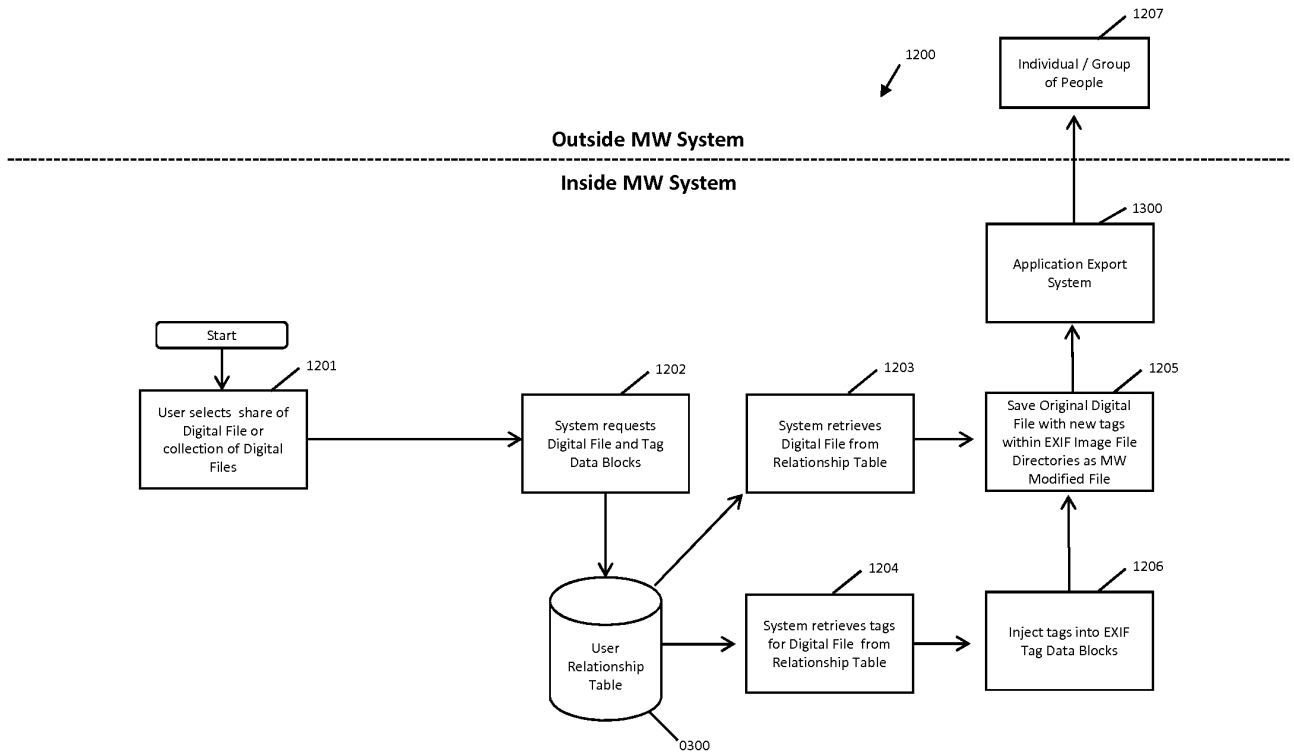 1207
Individual / Group
of People
1200
Outside MW System
Inside MW System
1300
Application Export
System
Start
1201
User selects share of
Digital File or
collection of Digital
Files
1202
System requests
Digital File and Tag
Data Blocks
1203
System retrieves
Digital File from
Relationship Table
1205
Save Original Digital
File with new tags
within EXIF Image File
Directories as MW
Modified File
User
Relationship
Table
0300
1204
System retrieves tags
for Digital File from
Relationship Table
1206
Inject tags into EXIF
Tag Data Blocks